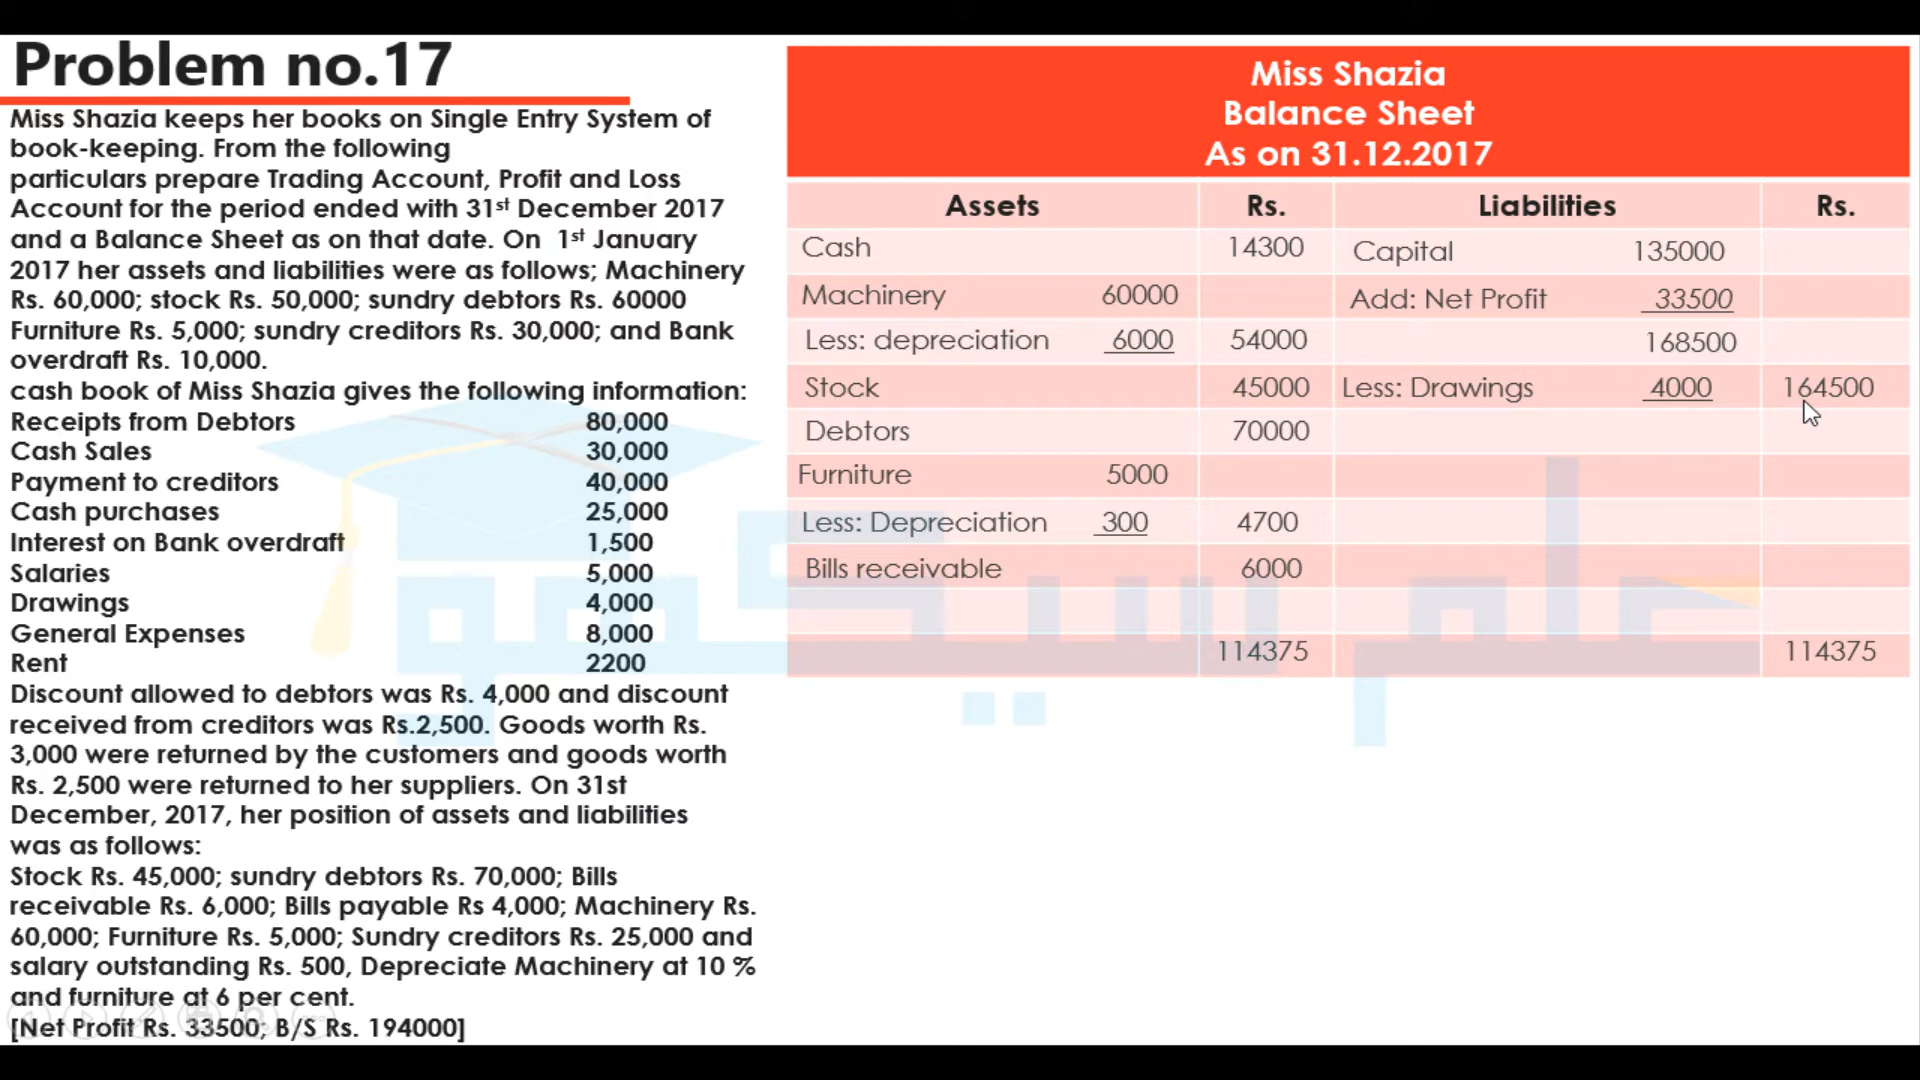 Problem no.17
Miss Shazia keeps her books on Single Entry System of
book-keeping. From the following
particulars prepare Trading Account, Profit and Loss
Account for the period ended with 31st December 2017
and a Balance Sheet as on that date. On 1st January
2017 her assets and liabilities were as follows; Machinery
Rs. 60,000; stock Rs. 50,000; sundry debtors Rs. 60000
Furniture Rs. 5,000; sundry creditors Rs. 30,000; and Bank
overdraft Rs. 10,000.
cash book of Miss Shazia gives the following information:
Receipts from Debtors 80,000
Cash Sales 30,000
Payment to creditors 40,000
Cash purchases 25,000
Interest on Bank overdraft 1,500
Salaries 5,000
Drawings 4,000
General Expenses 8,000
Rent 2200
Discount allowed to debtors was Rs. 4,000 and discount
received from creditors was Rs.2,500. Goods worth Rs.
3,000 were returned by the customers and goods worth
Rs. 2,500 were returned to her suppliers. On 31st
December, 2017, her position of assets and liabilities
was as follows:
Stock Rs. 45,000; sundry debtors Rs. 70,000; Bills
receivable Rs. 6,000; Bills payable Rs 4,000; Machinery Rs.
60,000; Furniture Rs. 5,000; Sundry creditors Rs. 25,000 and
salary outstanding Rs. 500, Depreciate Machinery at 10 %
and furniture at 6 per cent.
[Net Profit Rs. 33500; B/S Rs. 194000]
Miss Shazia
Balance Sheet
As on 31.12.2017
Assets Rs. Liabilities Rs.
Cash 14300 Capital 135000
Machinery 60000 Add: Net Profit 33500
Less: depreciation 6000 54000 168500
Stock 45000 Less: Drawings 4000 164500
Debtors 70000
Furniture 5000
Less: Depreciation 300 4700
Bills receivable 6000
114375 114375